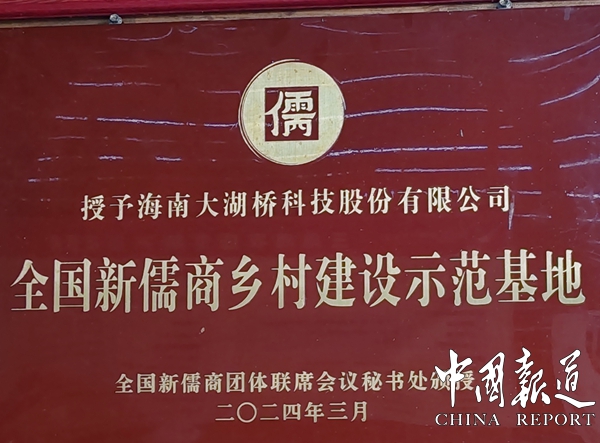 儒
授予海南大湖桥科技股份有限公司
全国新儒商乡村建设示范基地
全国新儒商团体联席会议秘书处颁授
二〇二四年三月
中國報道
CHINA REPORT